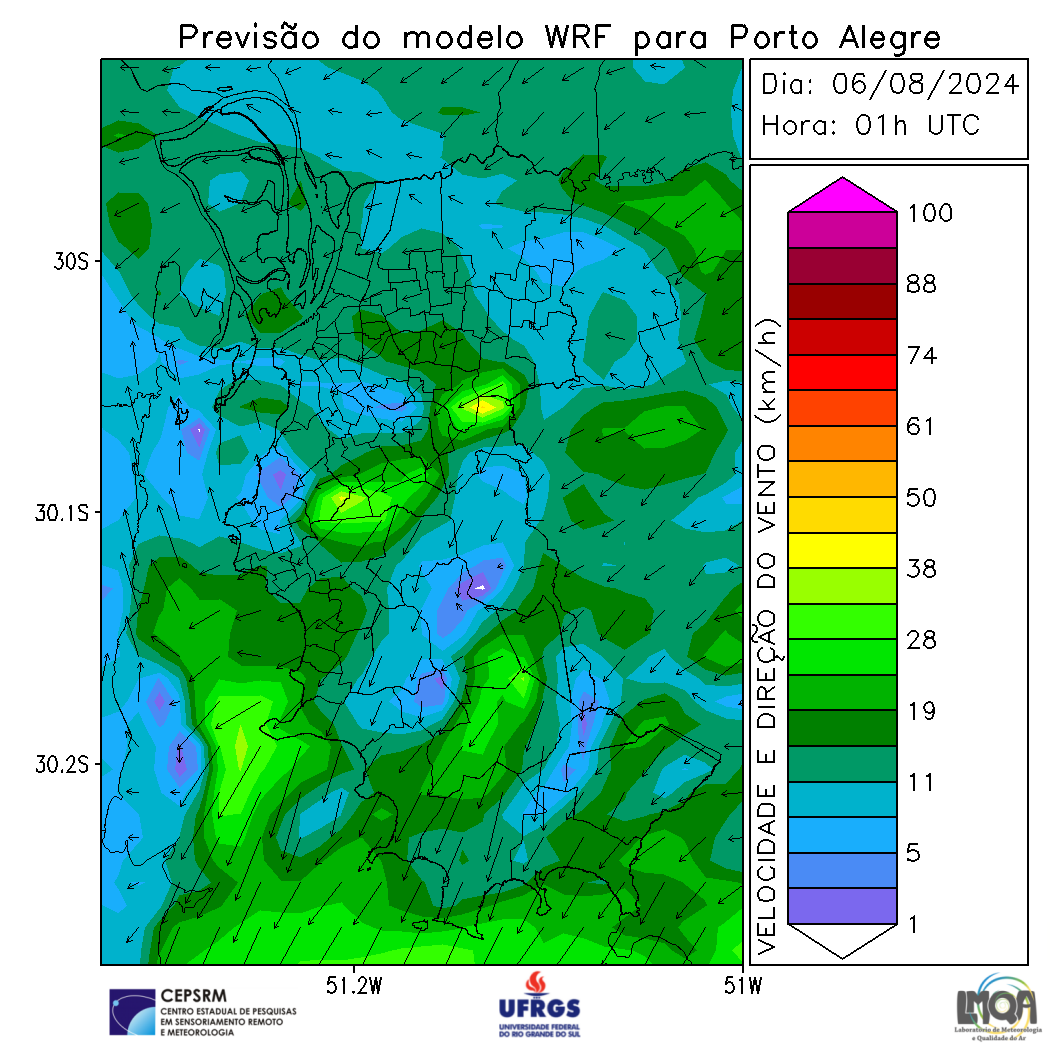 Previsão do modelo WRF para Porto Alegre
Dia: 06/08/2024
Hora: 01h UTC
30S
30.1S
30.2S
51.2W
51W
VELOCIDADE E DIREÇÃO DO VENTO (km/h)
100
88
74
61
50
38
28
19
11
5
1
CEPSRM
CENTRO ESTADUAL DE PESQUISAS
EM SENSORIAMENTO REMOTO
E METEOROLOGIA
UFRGS
UNIVERSIDADE FEDERAL
DO RIO GRANDE DO SUL
LMQA
Laboratório de Meteorologia
e Qualidade do Ar